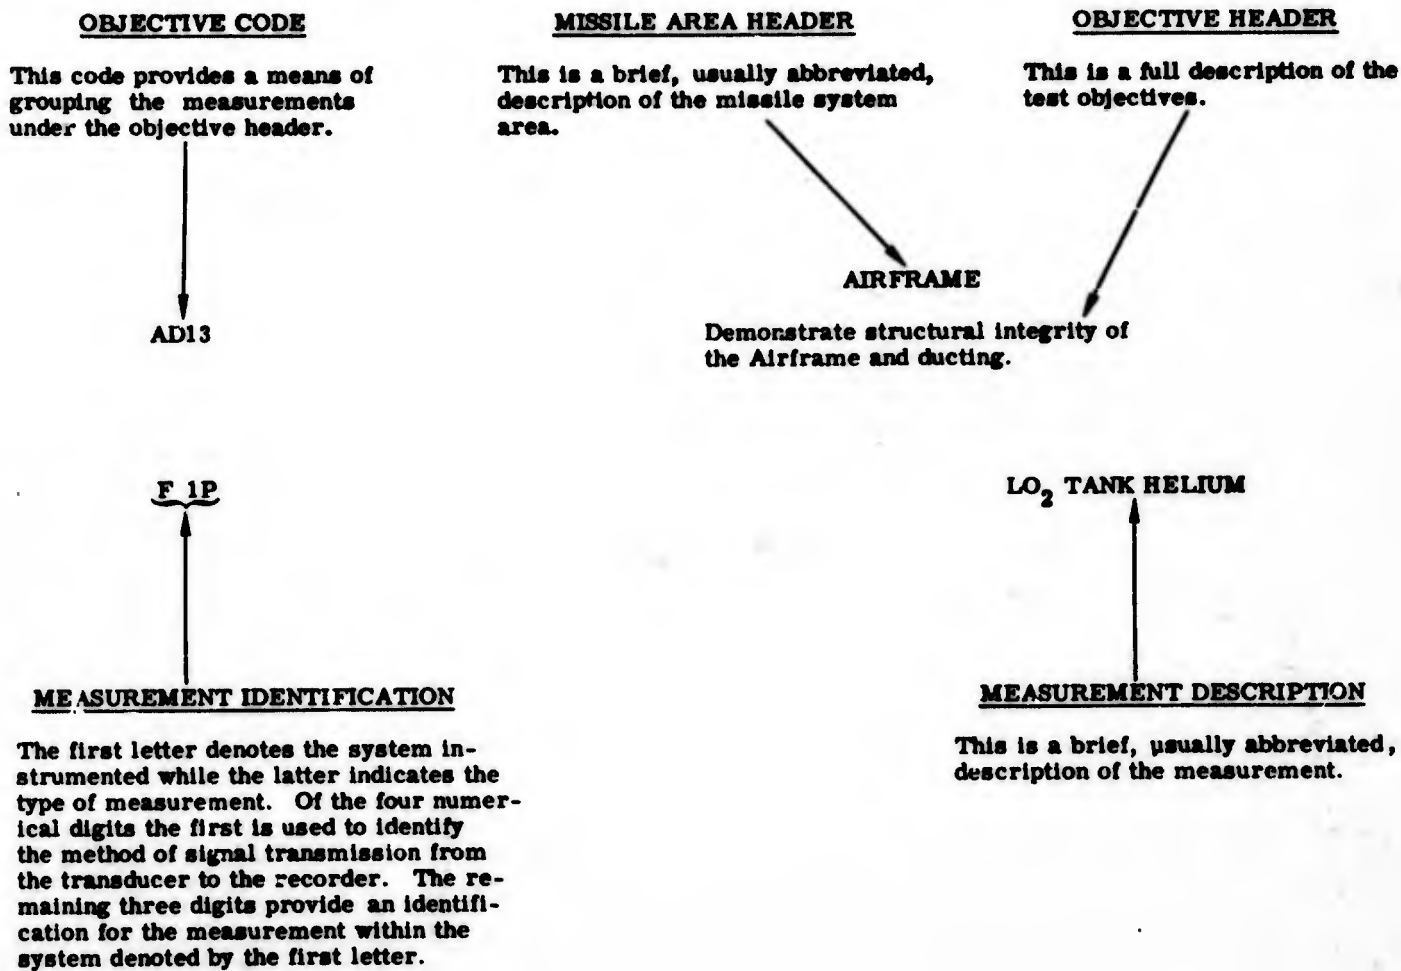 OBJECTIVE CODE
This code provides a means of
grouping the measurements
under the objective header.
MISSILE AREA HEADER
This is a brief, usually abbreviated,
description of the missile system
area.
OBJECTIVE HEADER
This is a full description of the
test objectives.
AD13
AIRFRAME
Demonstrate structural integrity of
the Airframe and ducting.
F 1P
LO₂ TANK HELIUM
MEASUREMENT IDENTIFICATION
The first letter denotes the system in-
strumented while the latter indicates the
type of measurement. Of the four numer-
ical digits the first is used to identify
the method of signal transmission from
the transducer to the recorder. The re-
maining three digits provide an identifi-
cation for the measurement within the
system denoted by the first letter.
MEASUREMENT DESCRIPTION
This is a brief, usually abbreviated,
description of the measurement.